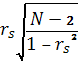 r_s √((N − 2)/(1 − r_s²))